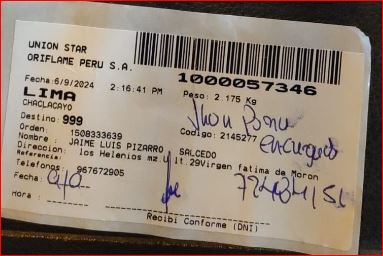 UNION STAR
ORIFLAME PERU S.A.
1000057346
Fecha:6/9/2024 2:16:41 PM Peso: 2.175 Kg
LIMA
CHACLACAYO
Destino: 999
Orden: 1508333639 Codigo: 2145277
Nombre : JAIME LUIS PIZARRO SALCEDO
Direccion: los Helenios mz y lt.29Virgen fatima de Moron
Referencia:
Telefonos: 967672905
Jhon
encargado
Fecha:
Hora :
Recibi Conforme (DNI)